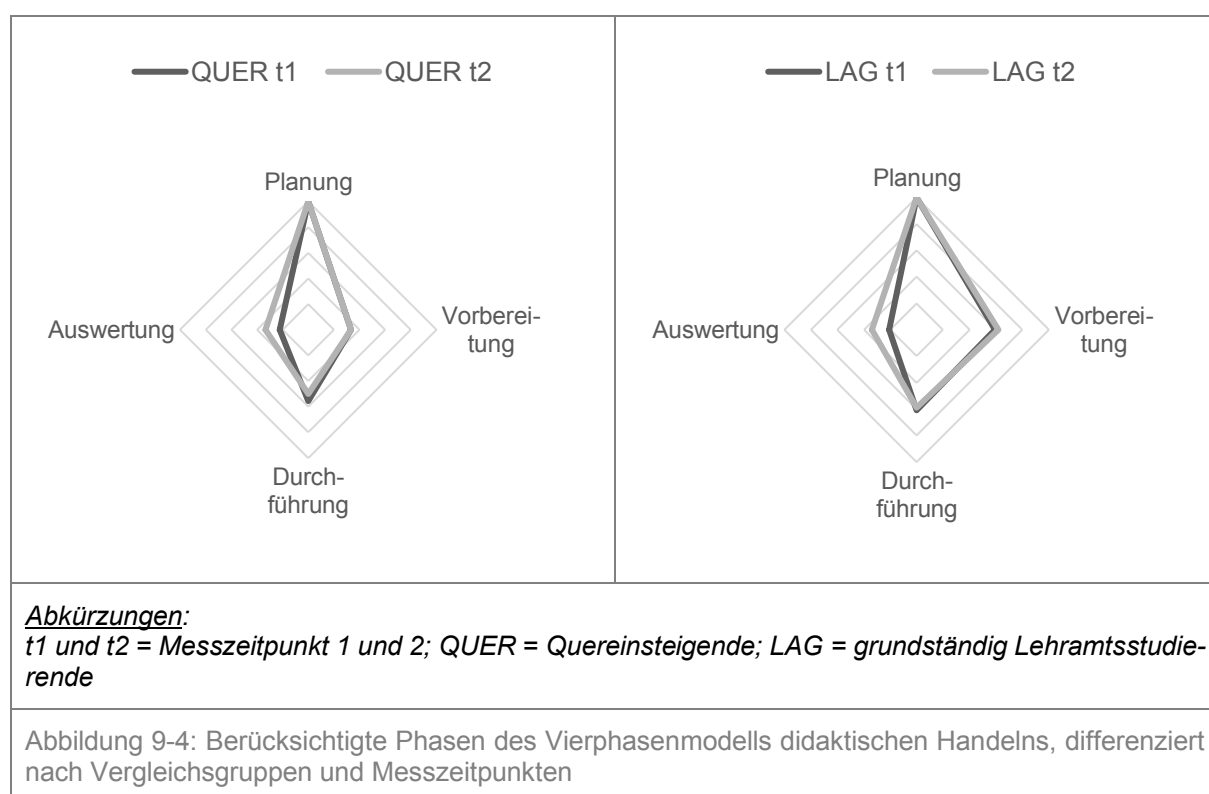 QUER t1 QUER t2
Planung
Auswertung
Vorberei-
tung
Durch-
führung
LAG t1 LAG t2
Planung
Auswertung
Vorberei-
tung
Durch-
führung
Abkürzungen:
t1 und t2 = Messzeitpunkt 1 und 2; QUER = Quereinsteigende; LAG = grundständig Lehramtsstudie-
rende
Abbildung 9-4: Berücksichtigte Phasen des Vierphasenmodells didaktischen Handelns, differenziert
nach Vergleichsgruppen und Messzeitpunkten